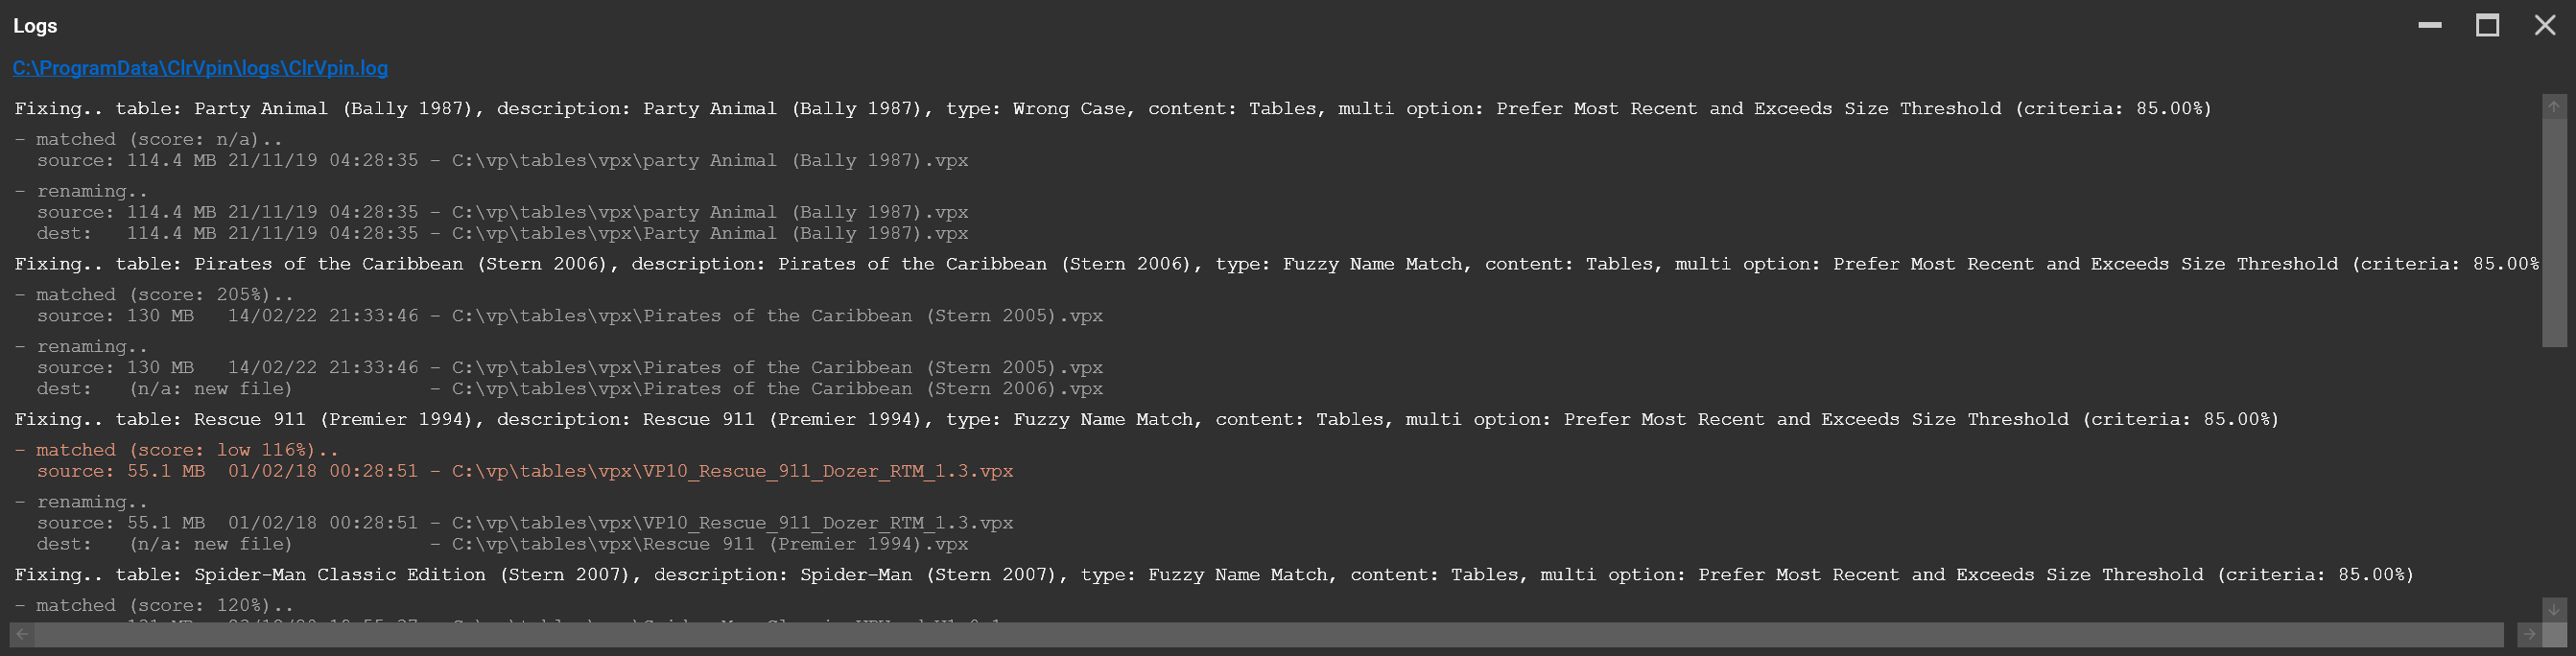 Logs
C:\ProgramData\ClrVpin\logs\ClrVpin.log
Fixing.. table: Party Animal (Bally 1987), description: Party Animal (Bally 1987), type: Wrong Case, content: Tables, multi option: Prefer Most Recent and Exceeds Size Threshold (criteria: 85.00%)
- matched (score: n/a)..
source: 114.4 MB 21/11/19 04:28:35 - C:\vp\tables\vpx\party Animal (Bally 1987).vpx
- renaming..
source: 114.4 MB 21/11/19 04:28:35 - C:\vp\tables\vpx\party Animal (Bally 1987).vpx
dest:   114.4 MB 21/11/19 04:28:35 - C:\vp\tables\vpx\Party Animal (Bally 1987).vpx
Fixing.. table: Pirates of the Caribbean (Stern 2006), description: Pirates of the Caribbean (Stern 2006), type: Fuzzy Name Match, content: Tables, multi option: Prefer Most Recent and Exceeds Size Threshold (criteria: 85.00%
- matched (score: 205%)..
source: 130 MB   14/02/22 21:33:46 - C:\vp\tables\vpx\Pirates of the Caribbean (Stern 2005).vpx
- renaming..
source: 130 MB   14/02/22 21:33:46 - C:\vp\tables\vpx\Pirates of the Caribbean (Stern 2005).vpx
dest:   (n/a: new file)            - C:\vp\tables\vpx\Pirates of the Caribbean (Stern 2006).vpx
Fixing.. table: Rescue 911 (Premier 1994), description: Rescue 911 (Premier 1994), type: Fuzzy Name Match, content: Tables, multi option: Prefer Most Recent and Exceeds Size Threshold (criteria: 85.00%)
- matched (score: low 116%)..
source: 55.1 MB  01/02/18 00:28:51 - C:\vp\tables\vpx\VP10_Rescue_911_Dozer_RTM_1.3.vpx
- renaming..
source: 55.1 MB  01/02/18 00:28:51 - C:\vp\tables\vpx\VP10_Rescue_911_Dozer_RTM_1.3.vpx
dest:   (n/a: new file)            - C:\vp\tables\vpx\Rescue 911 (Premier 1994).vpx
Fixing.. table: Spider-Man Classic Edition (Stern 2007), description: Spider-Man (Stern 2007), type: Fuzzy Name Match, content: Tables, multi option: Prefer Most Recent and Exceeds Size Threshold (criteria: 85.00%)
- matched (score: 120%)..